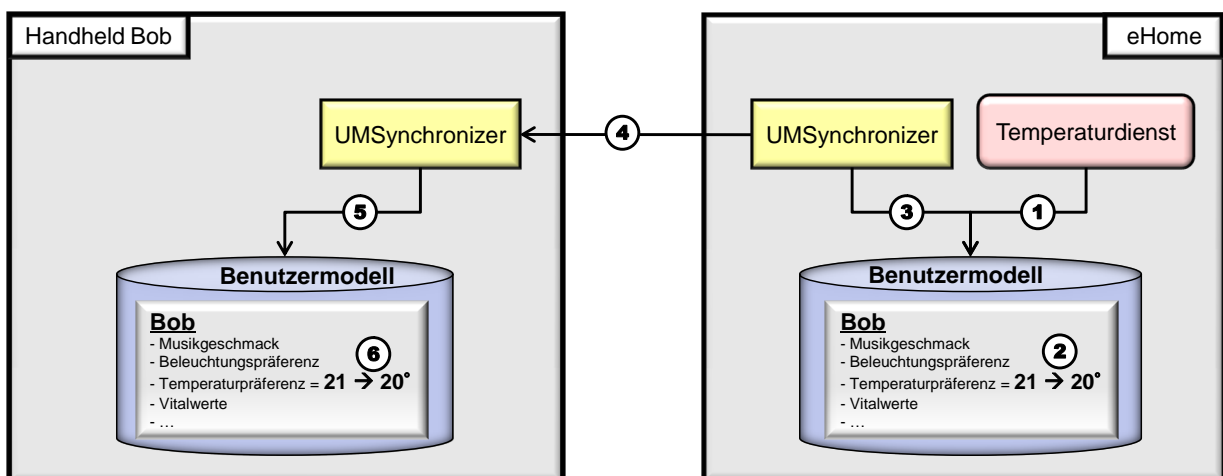 Handheld Bob
UMSynchronizer
5
Benutzermodell
Bob
- Musikgeschmack
6
- Beleuchtungspräferenz
- Temperaturpräferenz = 21 → 20°
- Vitalwerte
- …
4
eHome
UMSynchronizer
Temperaturdienst
3
1
Benutzermodell
Bob
- Musikgeschmack
2
- Beleuchtungspräferenz
- Temperaturpräferenz = 21 → 20°
- Vitalwerte
- …